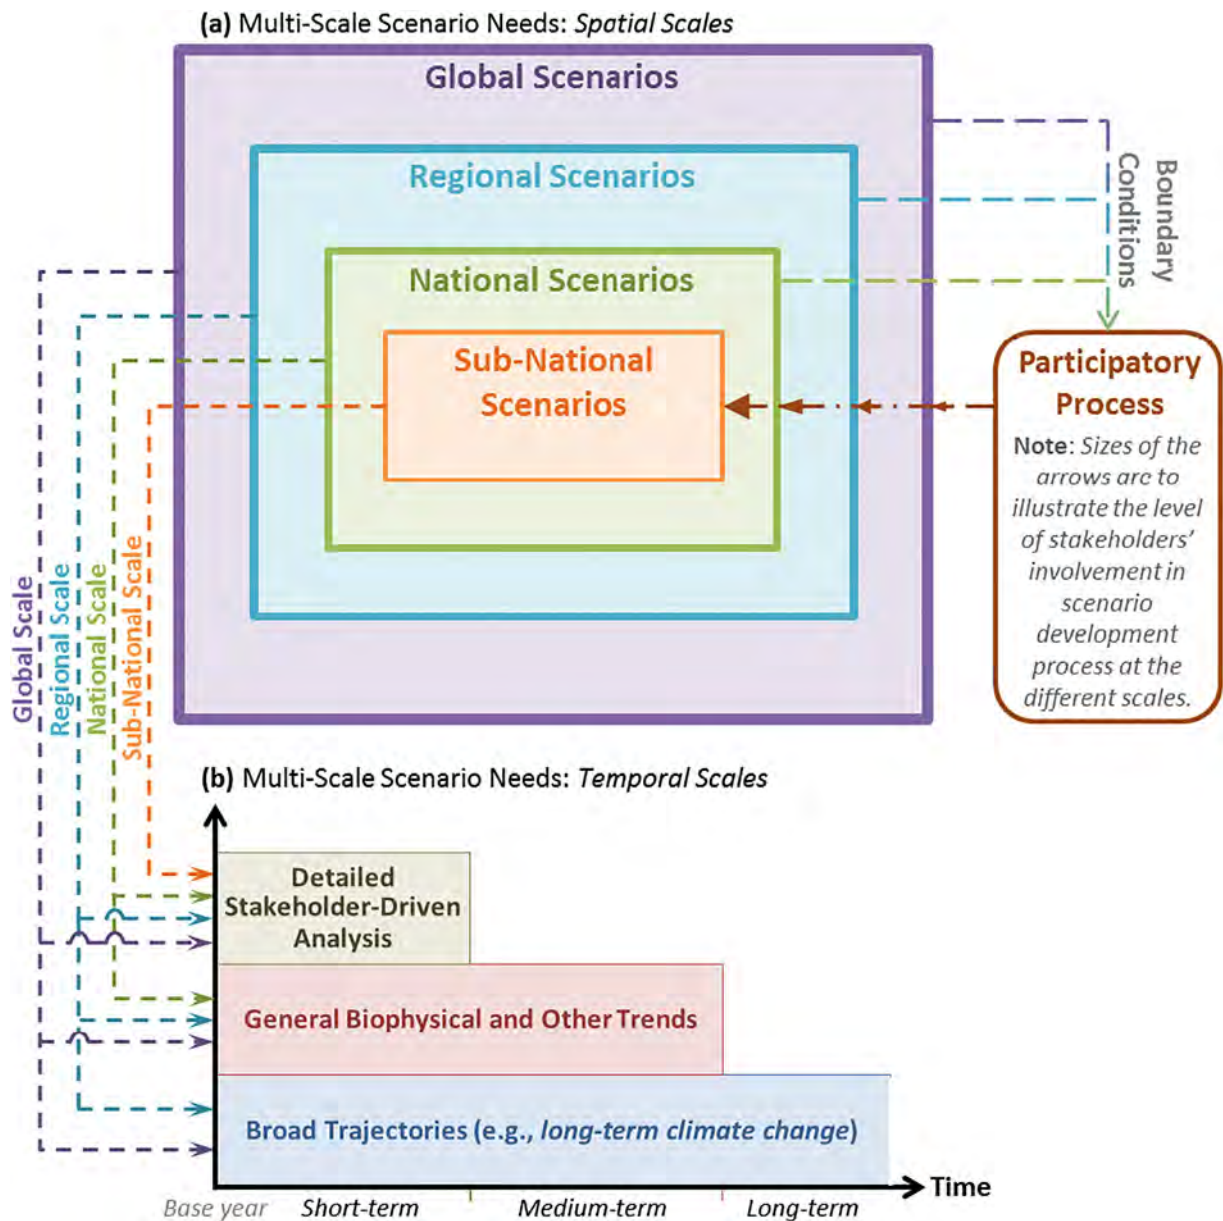 (a) Multi-Scale Scenario Needs: Spatial Scales
Global Scenarios
Regional Scenarios
National Scenarios
Sub-National
Scenarios
Boundary
Conditions
Participatory
Process
Note: Sizes of the
arrows are to
illustrate the level
of stakeholders'
involvement in
scenario
development
process at the
different scales.
Global Scale
Regional Scale
National Scale
Sub-National Scale
(b) Multi-Scale Scenario Needs: Temporal Scales
Detailed
Stakeholder-Driven
Analysis
General Biophysical and Other Trends
Broad Trajectories (e.g., long-term climate change)
Time
Base year
Short-term
Medium-term
Long-term